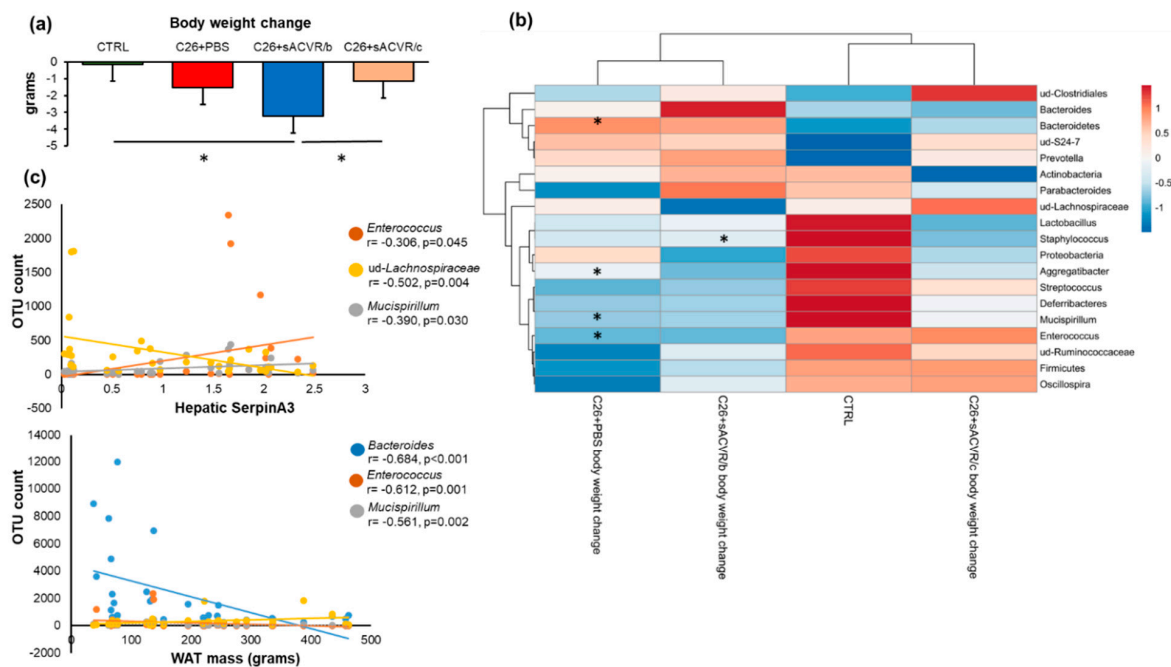 (a)
Body weight change
CTRL
C26+PBS
C26+sACVR/b
C26+sACVR/c
0
-1
-2
-3
-4
-5
grams
*
*
(c)
2500
2000
1500
1000
500
0
-500
OTU count
0
0.5
1
1.5
2
2.5
3
Hepatic SerpinA3
Enterococcus
r= -0.306, p=0.045
ud-Lachnospiraceae
r= -0.502, p=0.004
Mucispirillum
r= -0.390, p=0.030
14000
12000
10000
8000
6000
4000
2000
0
-2000
OTU count
0
100
200
300
400
500
WAT mass (grams)
Bacteroides
r= -0.684, p<0.001
Enterococcus
r= -0.612, p=0.001
Mucispirillum
r= -0.561, p=0.002
(b)
ud-Clostridiales
Bacteroides
* Bacteroidetes
ud-S24-7
Prevotella
Actinobacteria
Parabacteroides
ud-Lachnospiraceae
Lactobacillus
* Staphylococcus
Proteobacteria
* Aggregatibacter
Streptococcus
Deferribacteres
* Mucispirillum
* Enterococcus
ud-Ruminococcaceae
Firmicutes
Oscillospira
1
0.5
0
-0.5
-1
C26+PBS body weight change
C26+sACVR/b body weight change
CTRL
C26+sACVR/c body weight change